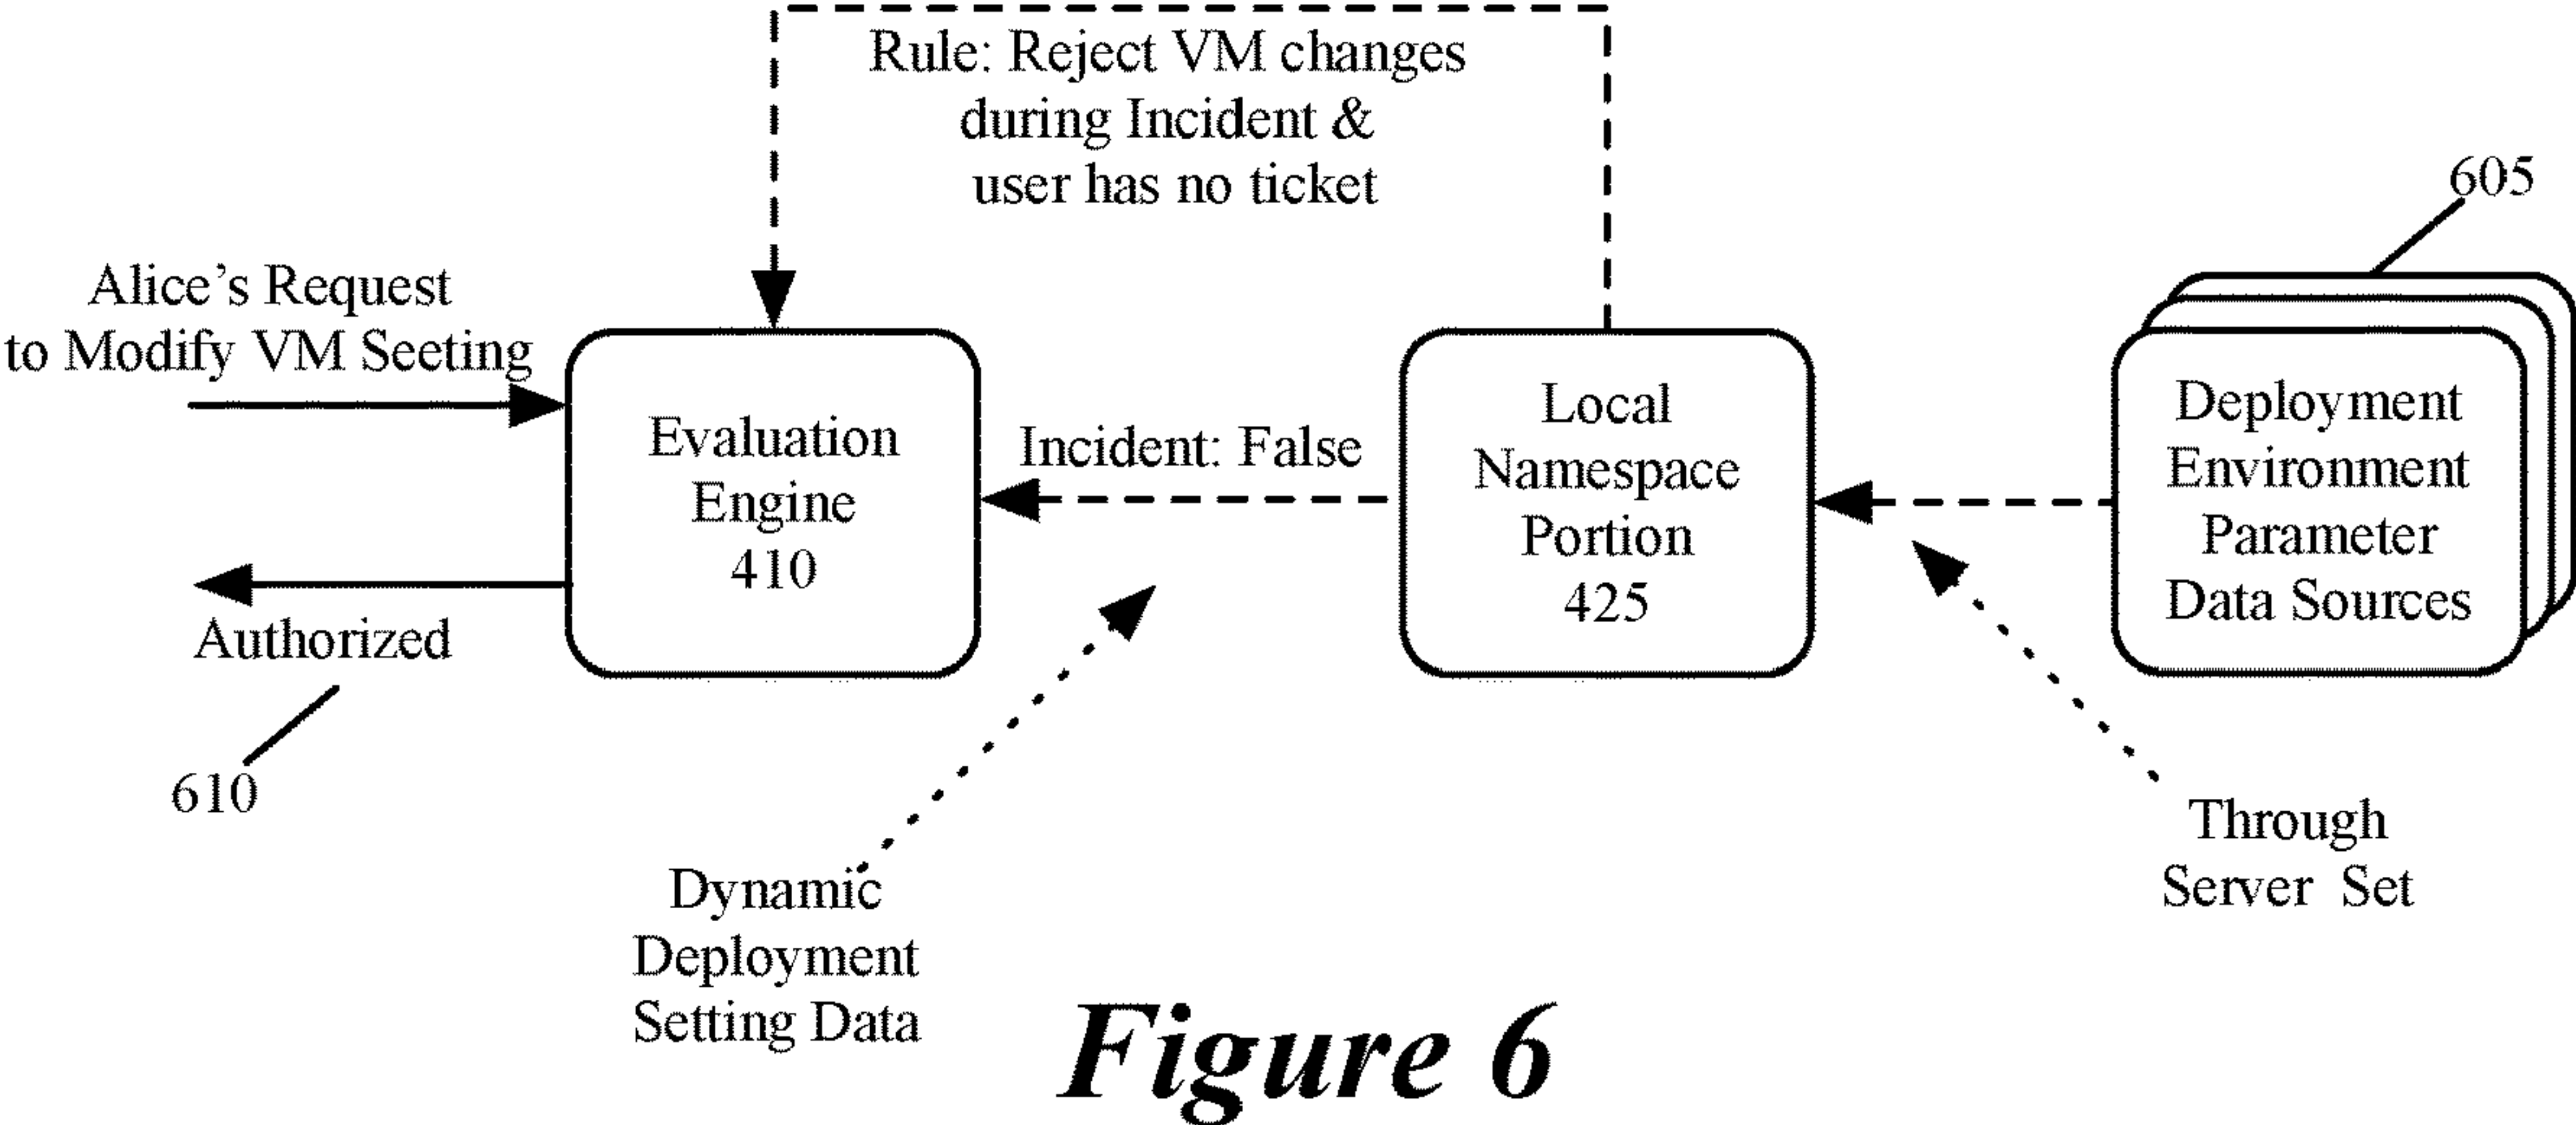 Rule: Reject VM changes
during Incident &
user has no ticket
605
Alice's Request
to Modify VM Seeting
Evaluation
Engine
410
Incident: False
Local
Namespace
Portion
425
Deployment
Environment
Parameter
Data Sources
Authorized
610
Dynamic
Deployment
Setting Data
Through
Server Set
Figure 6